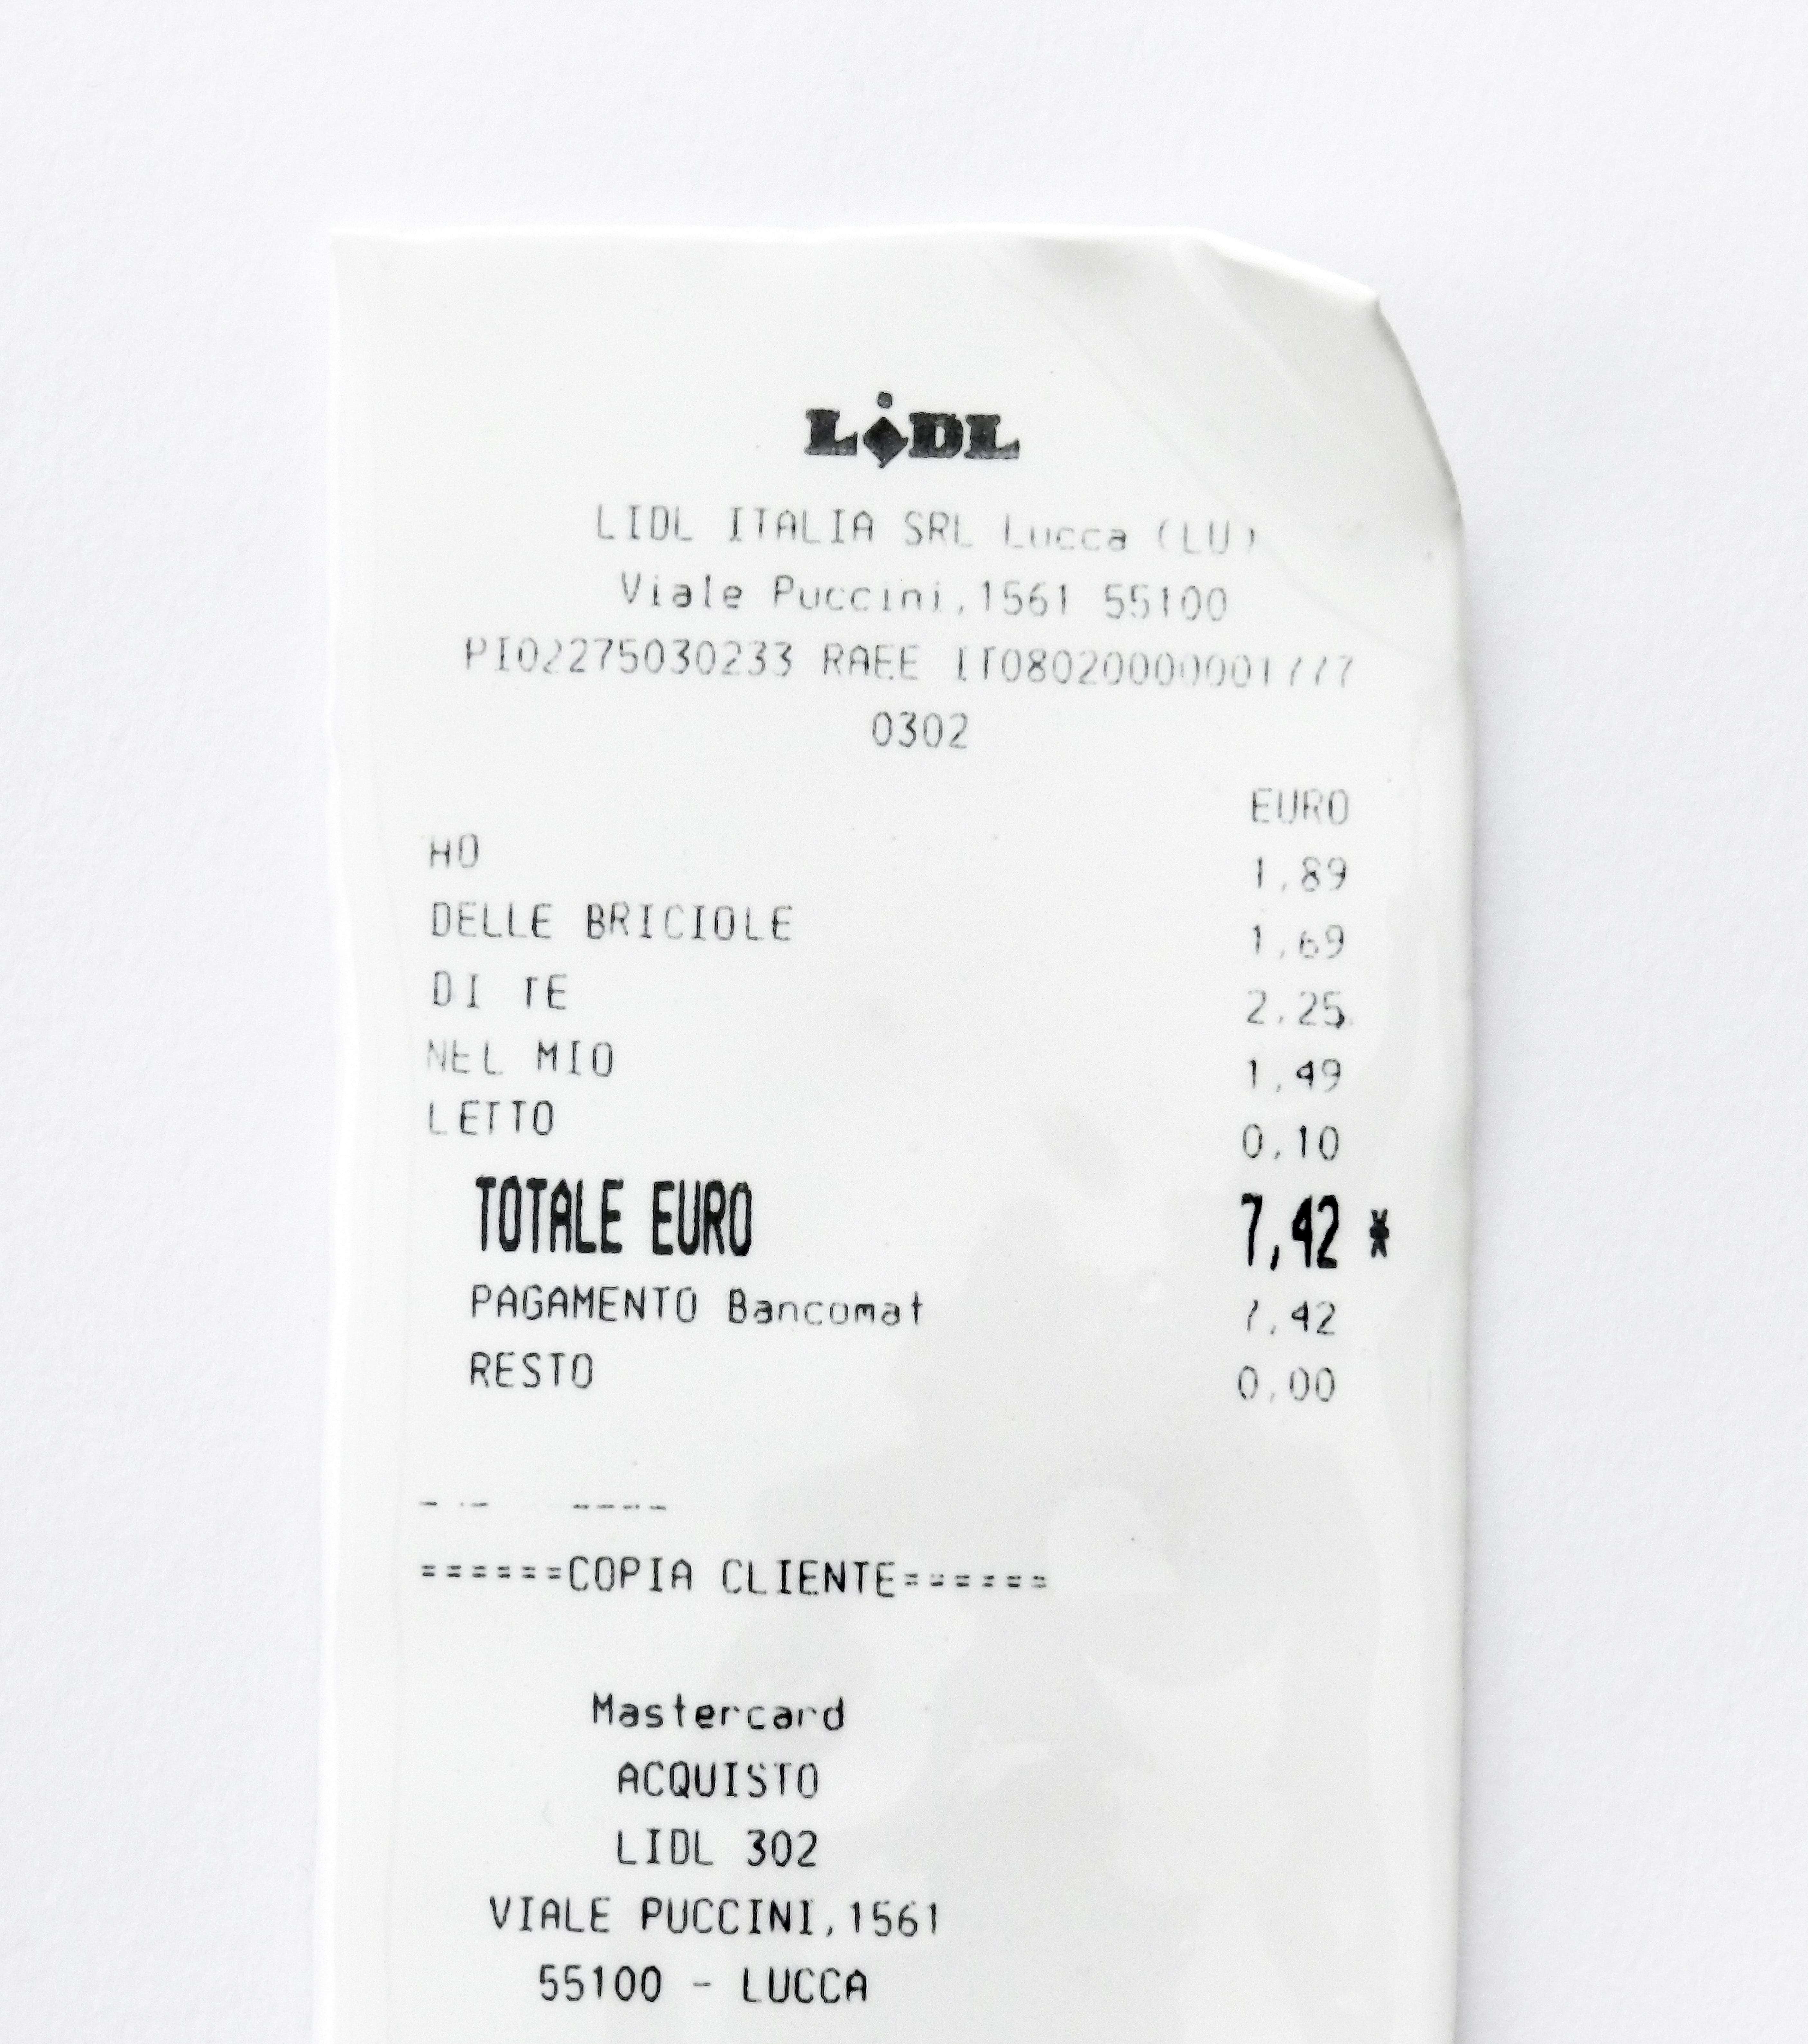 LiDL
LIDL ITALIA SRL Lucca (LU)
Viale Puccini,1561 55100
PI02275030233 RAEE IT08020000001777
0302
EURO
HO 1,89
DELLE BRICIOLE 1,69
DI TE 2,25
NEL MIO 1,49
LETTO 0,10
TOTALE EURO 7,42 *
PAGAMENTO Bancomat 7,42
RESTO 0,00
======COPIA CLIENTE======
Mastercard
ACQUISTO
LIDL 302
VIALE PUCCINI,1561
55100 - LUCCA